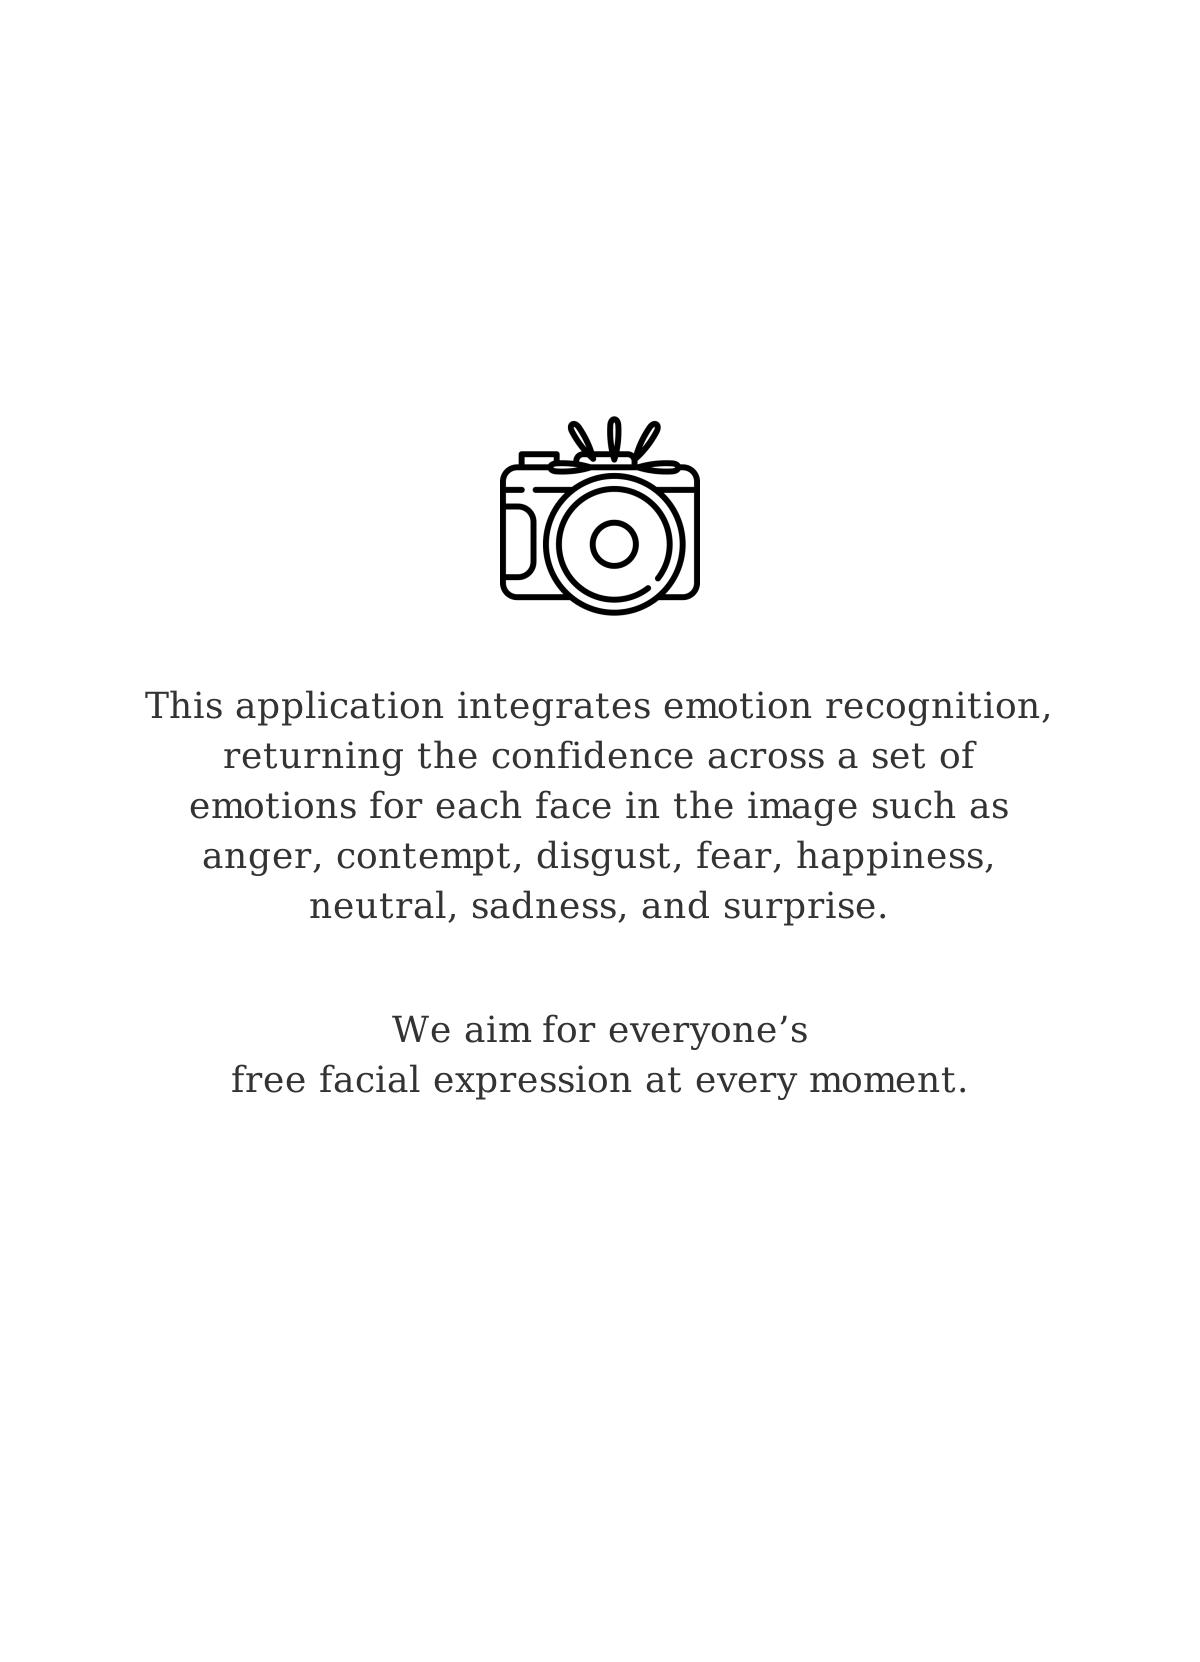 This application integrates emotion recognition,
returning the confidence across a set of
emotions for each face in the image such as
anger, contempt, disgust, fear, happiness,
neutral, sadness, and surprise.
We aim for everyone’s
free facial expression at every moment.